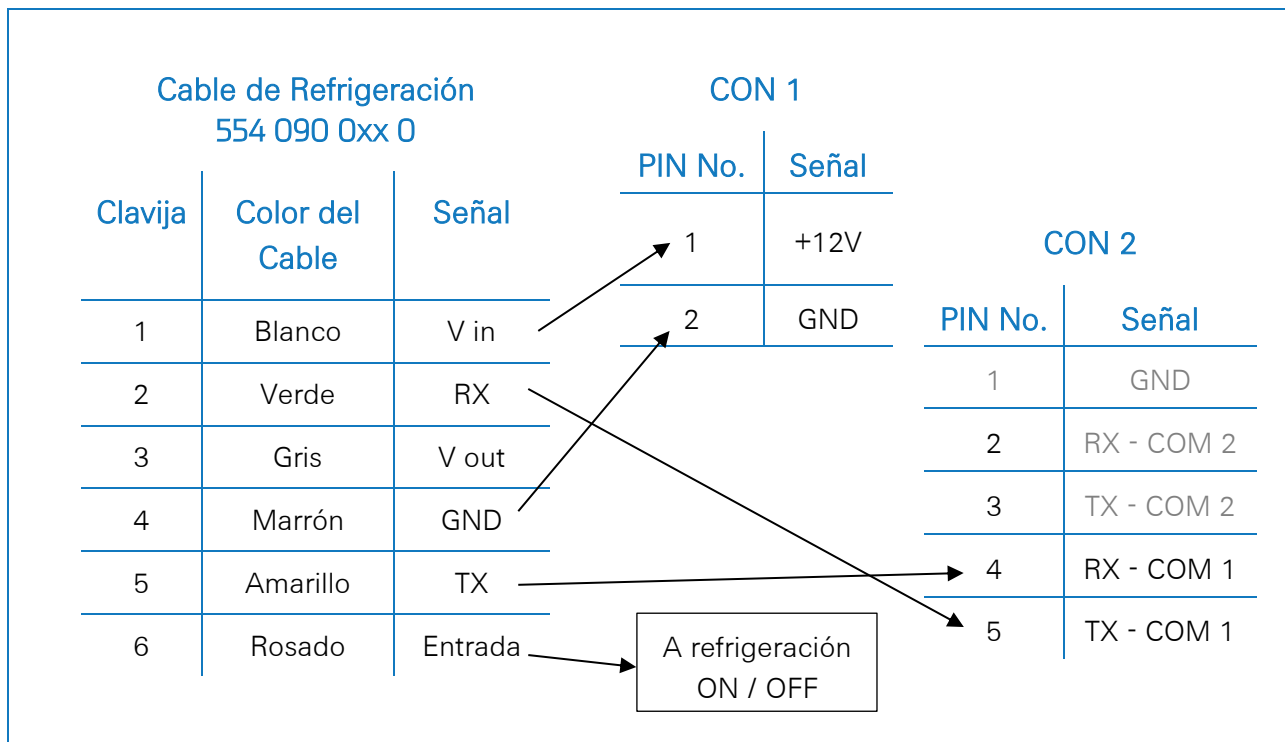 Cable de Refrigeración
554 090 0xx 0
Clavija Color del Cable Señal
1 Blanco V in
2 Verde RX
3 Gris V out
4 Marrón GND
5 Amarillo TX
6 Rosado Entrada
CON 1
PIN No. Señal
1 +12V
2 GND
CON 2
PIN No. Señal
1 GND
2 RX - COM 2
3 TX - COM 2
4 RX - COM 1
5 TX - COM 1
A refrigeración
ON / OFF